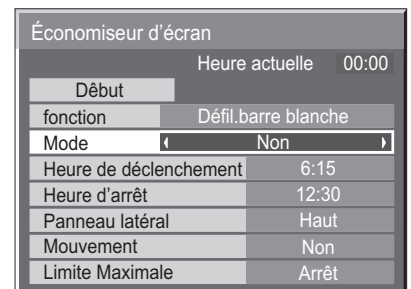 Économiseur d'écran
Heure actuelle 00:00
Dêbut
fonction Défil.barre blanche
Mode Non
Heure de déclenchement 6:15
Heure d'arrêt 12:30
Panneau latéral Haut
Mouvement Non
Limite Maximale Arrêt